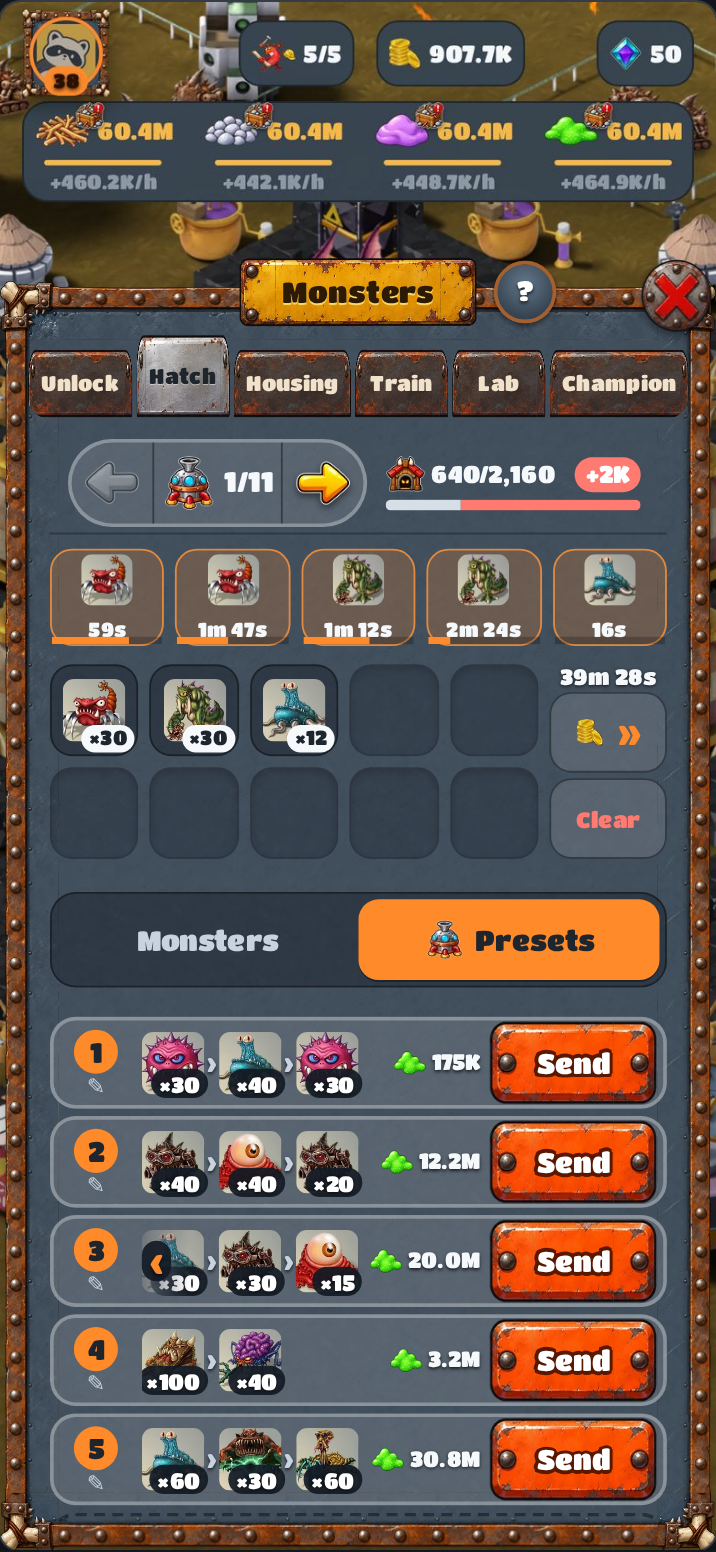 38
5/5
907.7K
50
60.4M
60.4M
60.4M
60.4M
+460.2K/h
+442.1K/h
+448.7K/h
+464.9K/h
Monsters
?
Unlock
Hatch
Housing
Train
Lab
Champion
1/11
640/2,160
+2K
59s
1m 47s
1m 12s
2m 24s
16s
×30
×30
×12
39m 28s
Clear
Monsters
Presets
1
×30
×40
×30
175K
Send
2
×40
×40
×20
12.2M
Send
3
×30
×30
×15
20.0M
Send
4
×100
×40
3.2M
Send
5
×60
×30
×60
30.8M
Send